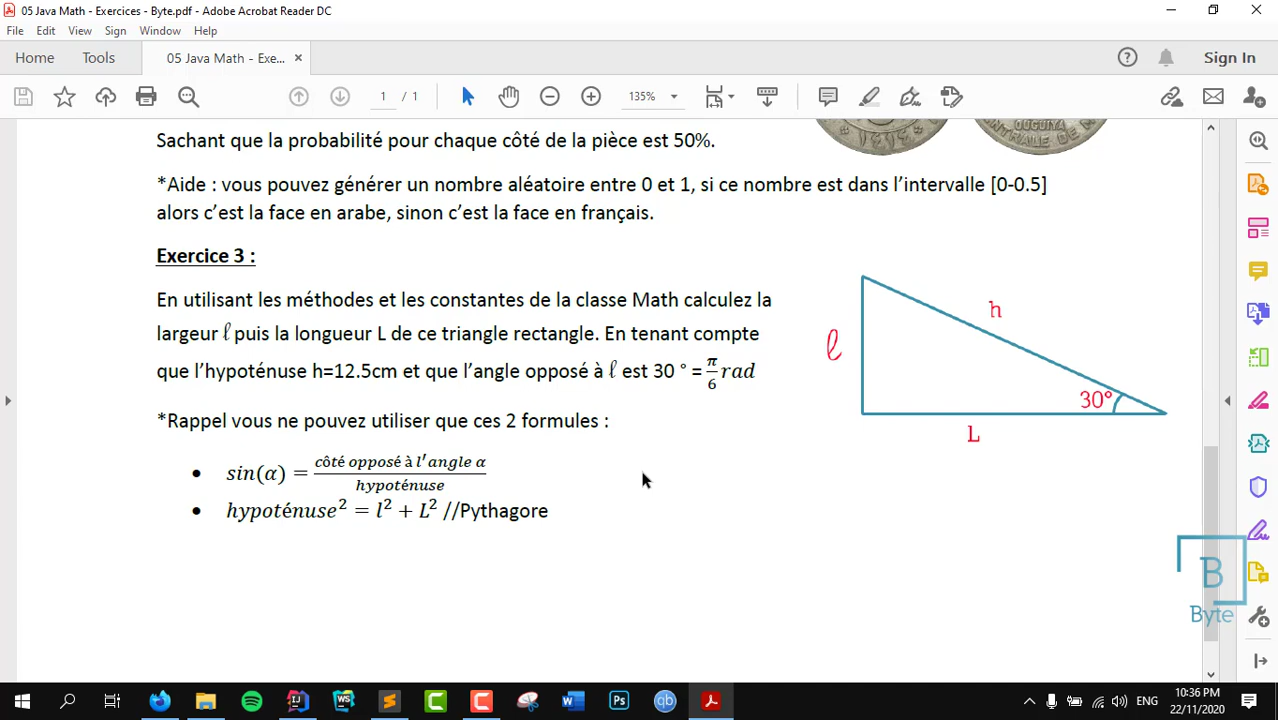 05 Java Math - Exercices - Byte.pdf - Adobe Acrobat Reader DC
File Edit View Sign Window Help
Home Tools 05 Java Math - Exe... Sign In
1 / 1 135%
Sachant que la probabilité pour chaque côté de la pièce est 50%.
*Aide : vous pouvez générer un nombre aléatoire entre 0 et 1, si ce nombre est dans l’intervalle [0-0.5]
alors c’est la face en arabe, sinon c’est la face en français.
Exercice 3 :
En utilisant les méthodes et les constantes de la classe Math calculez la
largeur ℓ puis la longueur L de ce triangle rectangle. En tenant compte
que l’hypoténuse h=12.5cm et que l’angle opposé à ℓ est 30 ° = π/6 rad
*Rappel vous ne pouvez utiliser que ces 2 formules :
• sin(α) = côté opposé à l′angle α / hypoténuse
• hypoténuse² = l² + L² //Pythagore
h
ℓ
30°
L
B
Byte
ENG
10:36 PM
22/11/2020